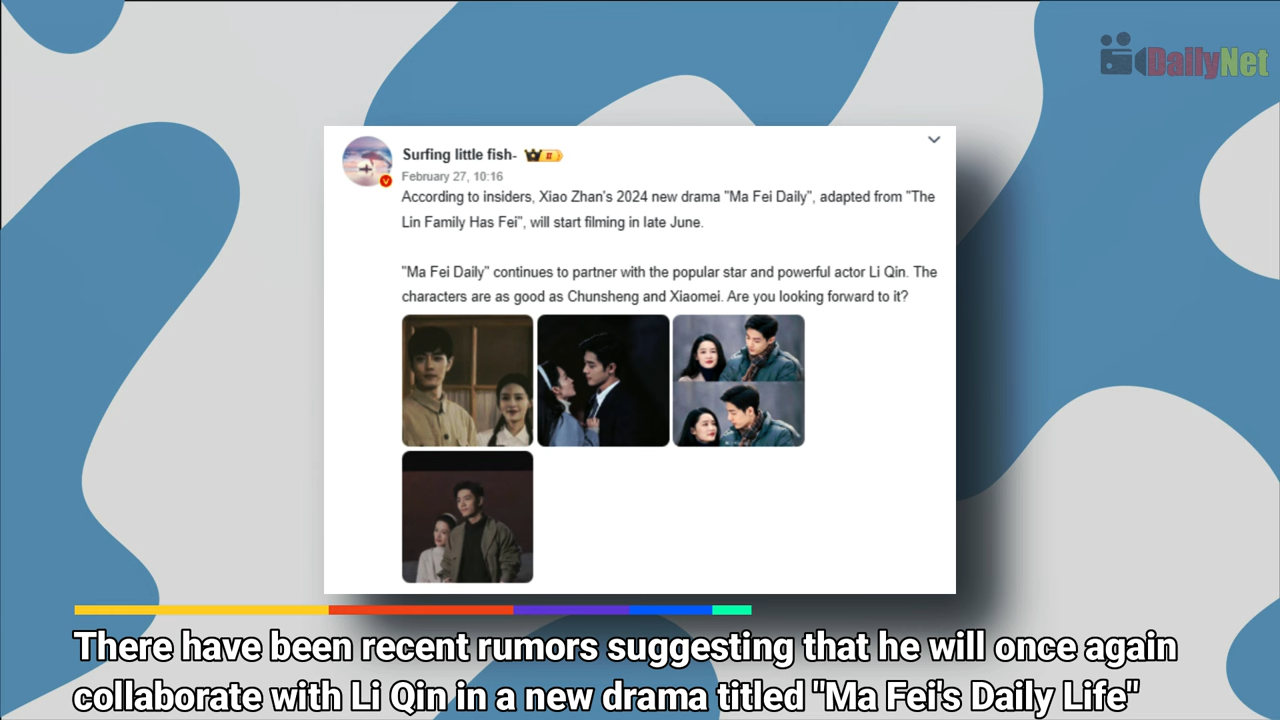 DailyNet
Surfing little fish-
February 27, 10:16
According to insiders, Xiao Zhan's 2024 new drama "Ma Fei Daily", adapted from "The
Lin Family Has Fei", will start filming in late June.
"Ma Fei Daily" continues to partner with the popular star and powerful actor Li Qin. The
characters are as good as Chunsheng and Xiaomei. Are you looking forward to it?
There have been recent rumors suggesting that he will once again
collaborate with Li Qin in a new drama titled "Ma Fei's Daily Life"